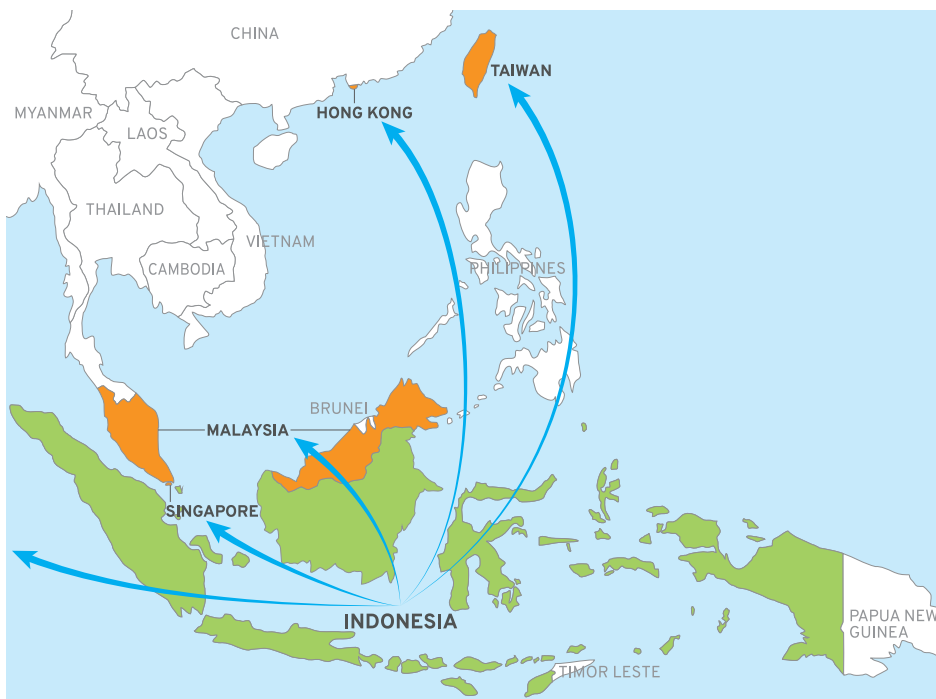 CHINA
TAIWAN
MYANMAR
HONG KONG
LAOS
THAILAND
VIETNAM
CAMBODIA
PHILIPPINES
BRUNEI
MALAYSIA
SINGAPORE
INDONESIA
PAPUA NEW
GUINEA
TIMOR LESTE